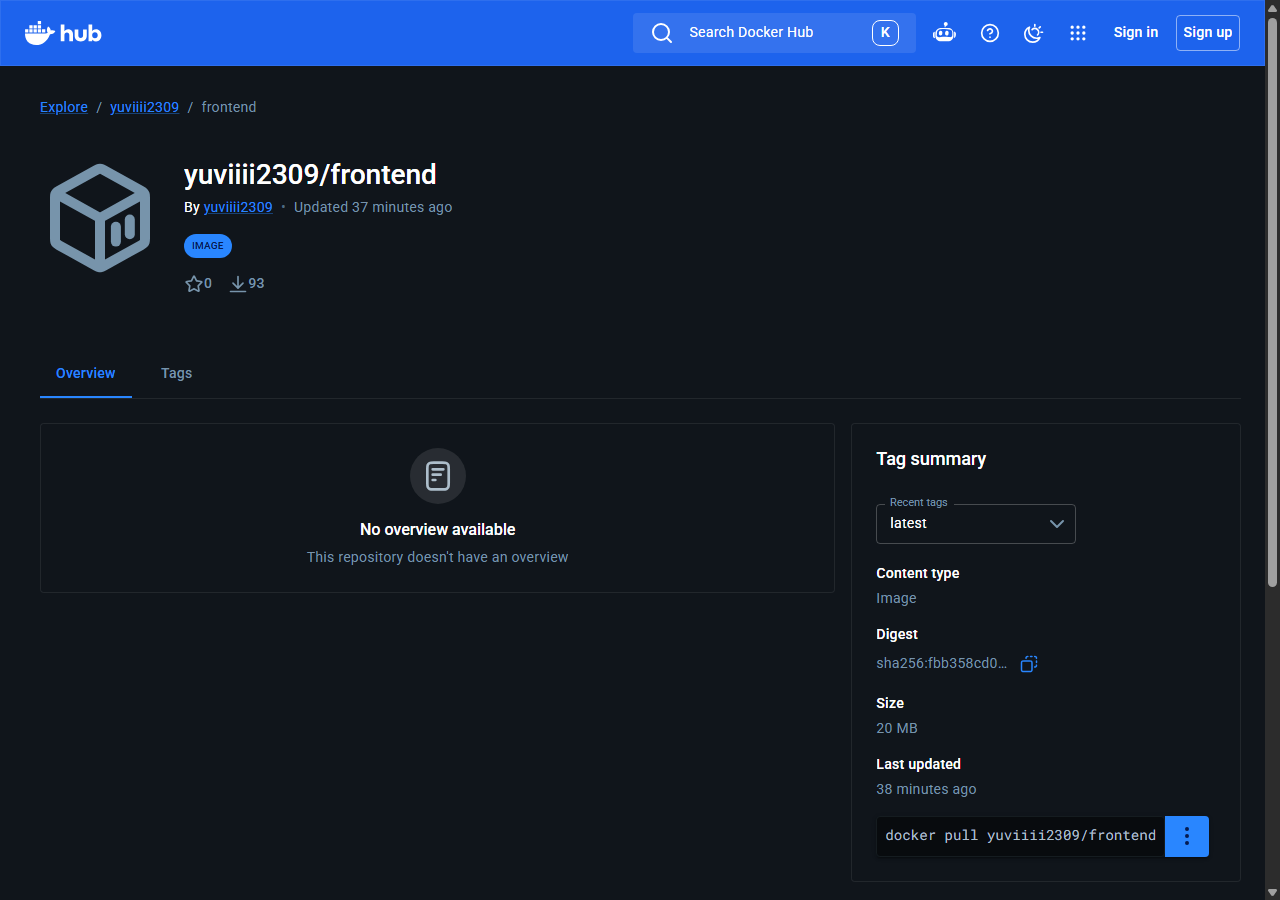 hub
Search Docker Hub
K
Sign in
Sign up
Explore / yuviiii2309 / frontend
yuviiii2309/frontend
By yuviiii2309 • Updated 37 minutes ago
IMAGE
0
93
Overview
Tags
No overview available
This repository doesn't have an overview
Tag summary
Recent tags
latest
Content type
Image
Digest
sha256:fbb358cd0…
Size
20 MB
Last updated
38 minutes ago
docker pull yuviiii2309/frontend